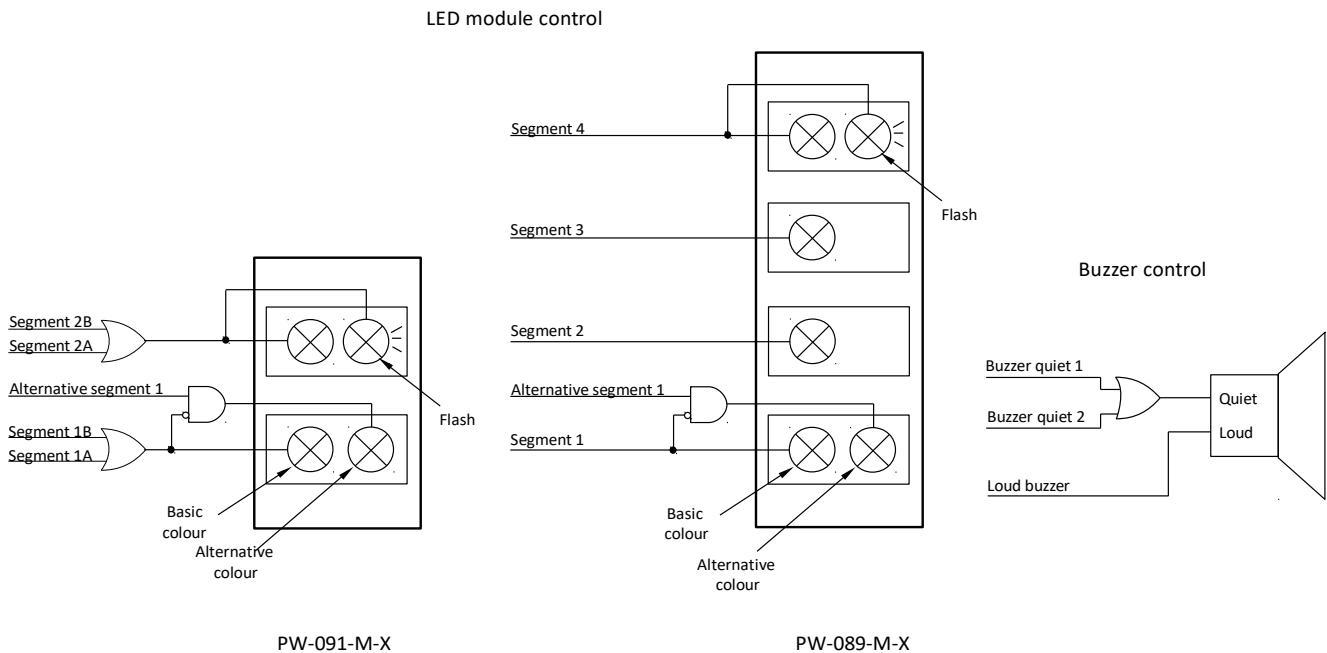 LED module control
Segment 2B
Segment 2A
Alternative segment 1
Segment 1B
Segment 1A
Flash
Basic
colour
Alternative
colour
PW-091-M-X
Segment 4
Segment 3
Segment 2
Alternative segment 1
Segment 1
Flash
Basic
colour
Alternative
colour
PW-089-M-X
Buzzer control
Buzzer quiet 1
Buzzer quiet 2
Loud buzzer
Quiet
Loud